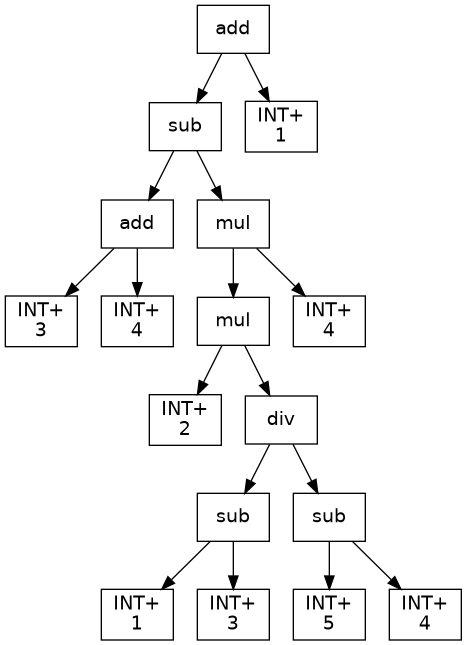 add
sub
INT+
1
add
mul
INT+
3
INT+
4
mul
INT+
4
INT+
2
div
sub
sub
INT+
1
INT+
3
INT+
5
INT+
4